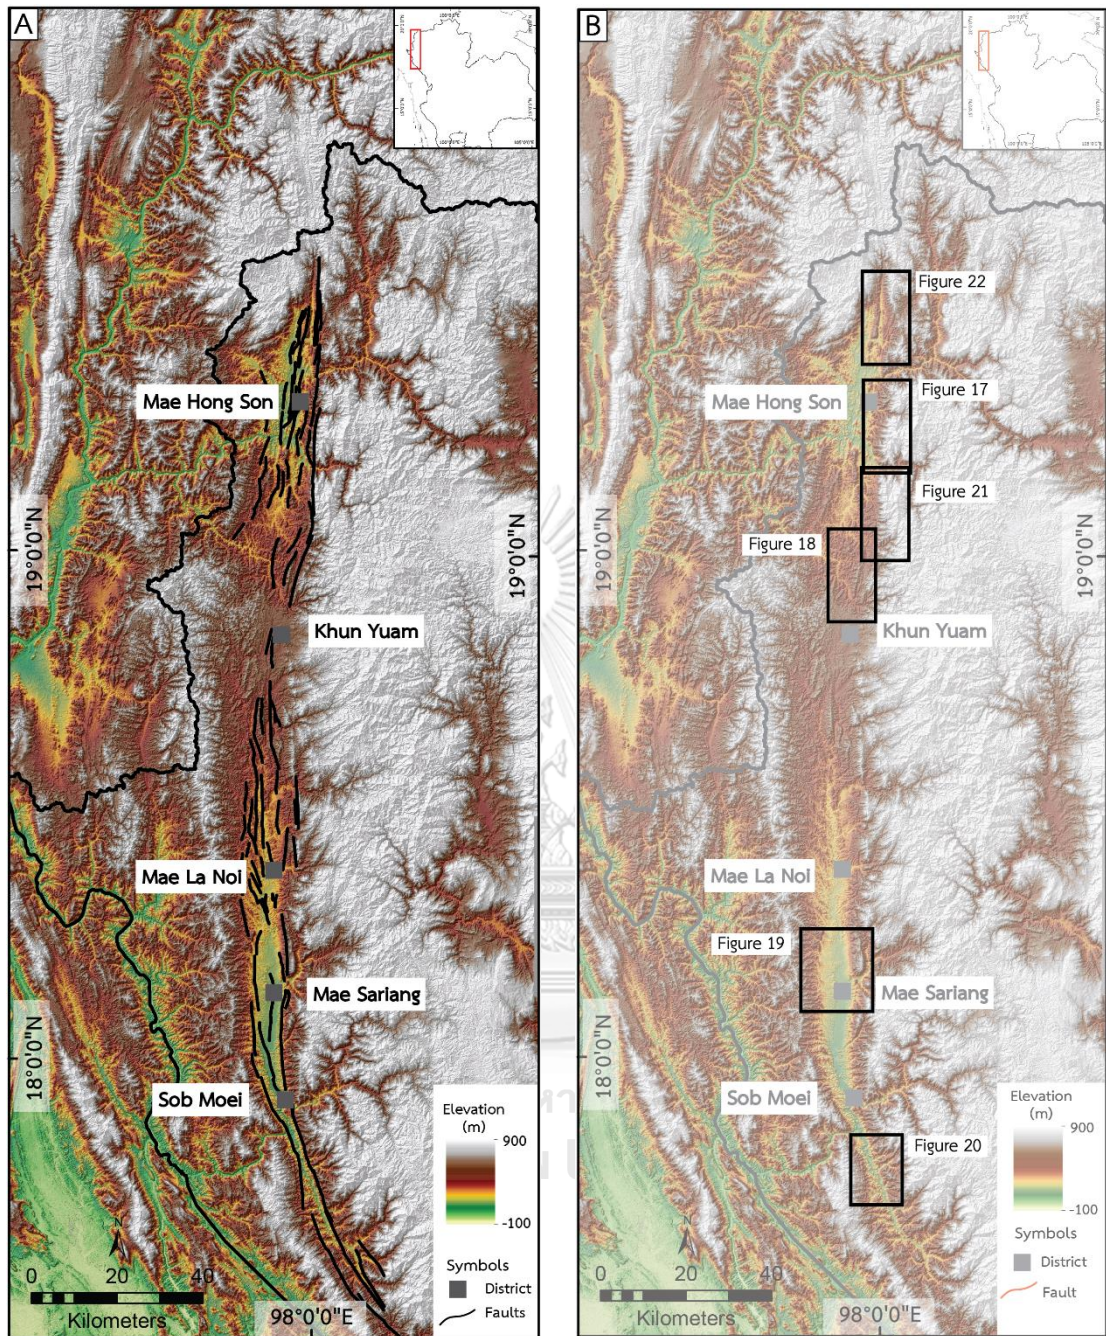 A
Mae Hong Son
19°0'0"N
19°0'0"N
Khun Yuam
Mae La Noi
Mae Sariang
18°0'0"N
Sob Moei
Elevation
(m)
900
-100
N
Symbols
District
Faults
0 20 40
Kilometers
98°0'0"E
B
Figure 22
Mae Hong Son
Figure 17
Figure 21
19°0'0"N
Figure 18
Khun Yuam
Mae La Noi
Figure 19
Mae Sariang
18°0'0"N
Sob Moei
Figure 20
Elevation
(m)
900
-100
N
Symbols
District
Fault
0 20 40
Kilometers
98°0'0"E